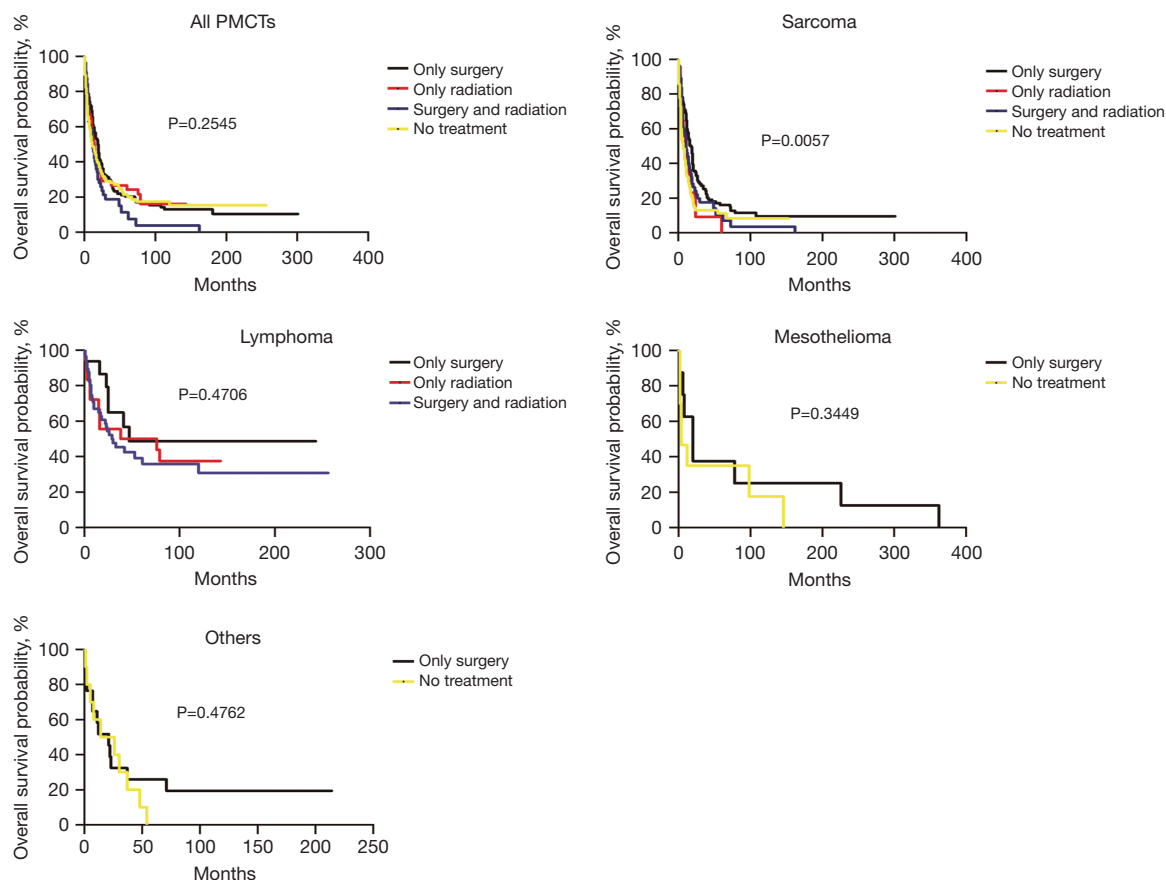 All PMCTs
Overall survival probability, %
100
80
60
40
20
0
0 100 200 300 400
Months
P=0.2545
Only surgery
Only radiation
Surgery and radiation
No treatment
Sarcoma
Overall survival probability, %
100
80
60
40
20
0
0 100 200 300 400
Months
P=0.0057
Only surgery
Only radiation
Surgery and radiation
No treatment
Lymphoma
Overall survival probability, %
100
80
60
40
20
0
0 100 200 300
Months
P=0.4706
Only surgery
Only radiation
Surgery and radiation
Mesothelioma
Overall survival probability, %
100
80
60
40
20
0
0 100 200 300 400
Months
P=0.3449
Only surgery
No treatment
Others
Overall survival probability, %
100
80
60
40
20
0
0 50 100 150 200 250
Months
P=0.4762
Only surgery
No treatment